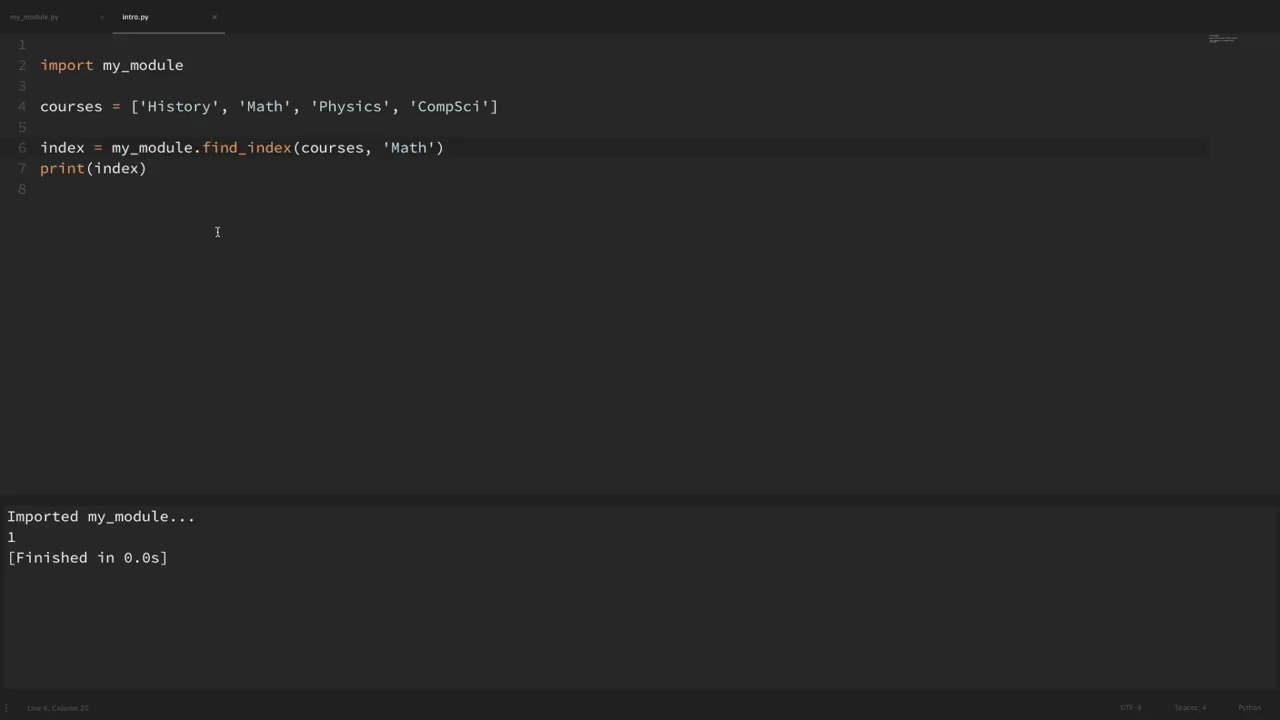 my_module.py × intro.py ×
1
2 import my_module
3
4 courses = ['History', 'Math', 'Physics', 'CompSci']
5
6 index = my_module.find_index(courses, 'Math')
7 print(index)
8
Imported my_module...
1
[Finished in 0.0s]
Line 6, Column 20 UTF-8 Spaces: 4 Python